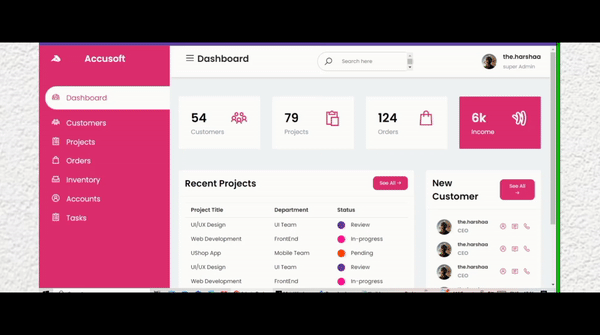 Accusoft
Dashboard
Search here
the.harshaa
super Admin
Dashboard
Customers
Projects
Orders
Inventory
Accounts
Tasks
54
Customers
79
Projects
124
Orders
6k
Income
Recent Projects
See All →
Project Title Department Status
UI/UX Design UI Team Review
Web Development FrontEnd In-progress
UShop App Mobile Team Pending
UI/UX Design UI Team Review
Web Development FrontEnd In-progress
New
Customer
See All
→
the.harshaa
CEO
the.harshaa
CEO
the.harshaa
CEO